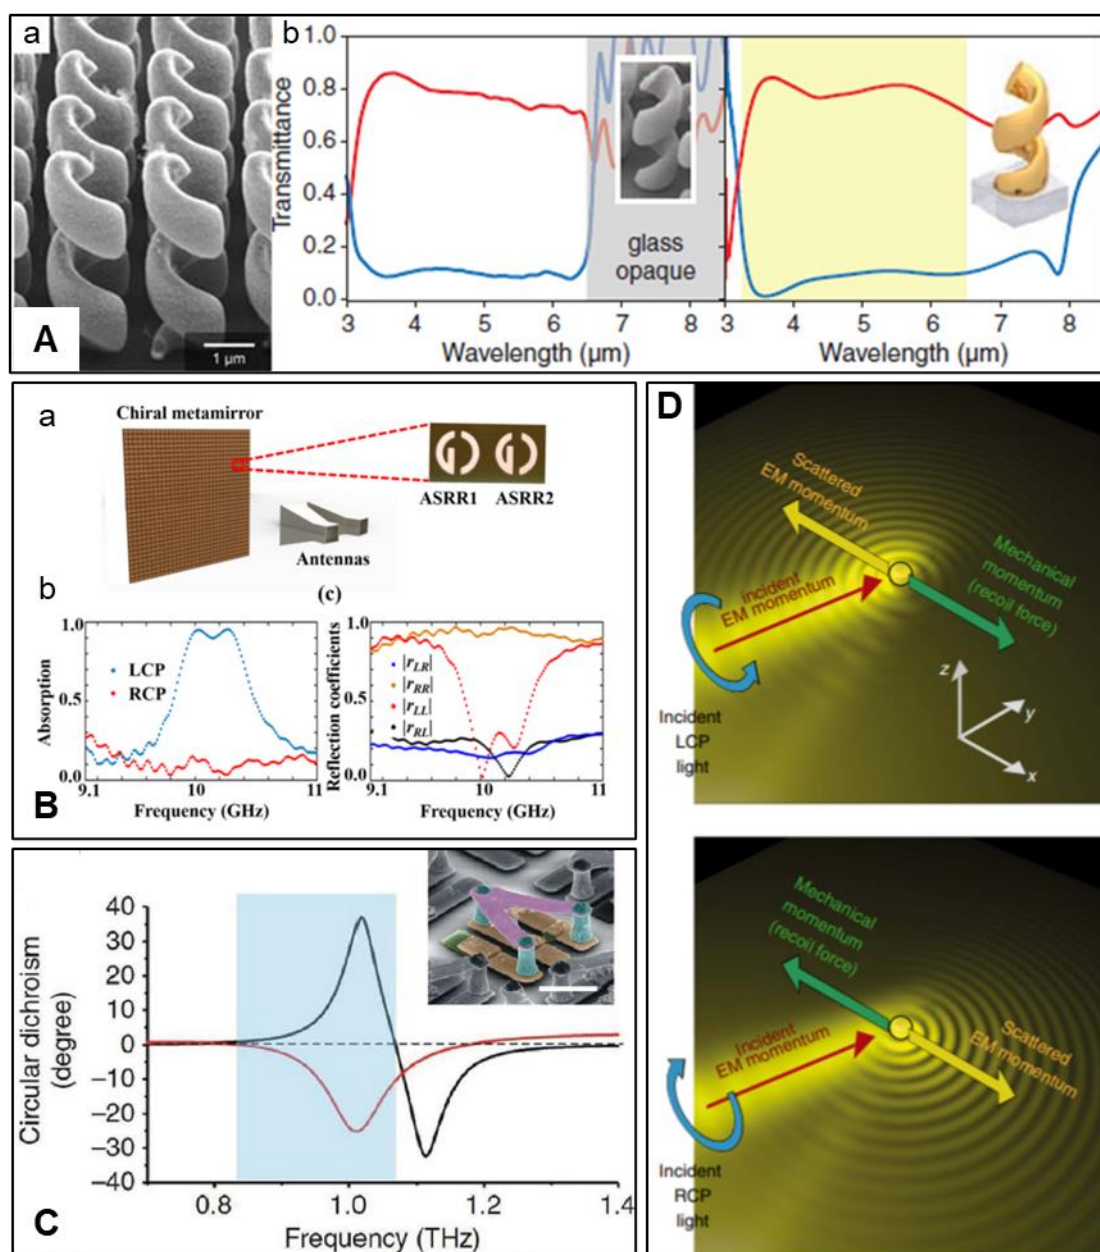 a
b
Transmittance
1.0
0.8
0.6
0.4
0.2
0.0
glass
opaque
3 4 5 6 7 8
3 4 5 6 7 8
Wavelength (µm)
Wavelength (µm)
1 µm
A
a
Chiral metamirror
ASRR1 ASRR2
Antennas
b
(c)
Absorption
1.0
0.5
0.0
LCP
RCP
9.1 10 11
Frequency (GHz)
Reflection coefficients
1.0
0.5
0.0
|rLR|
|rRR|
|rLL|
|rRL|
9.1 10 11
Frequency (GHz)
B
Circular dichroism
(degree)
40
30
20
10
0
−10
−20
−30
−40
0.8 1.0 1.2 1.4
Frequency (THz)
C
D
Scattered
EM momentum
Mechanical
momentum
(recoil force)
incident
EM momentum
Incident
LCP
light
z
y
x
Mechanical
momentum
(recoil force)
Incident
EM momentum
Scattered
EM momentum
Incident
RCP
light